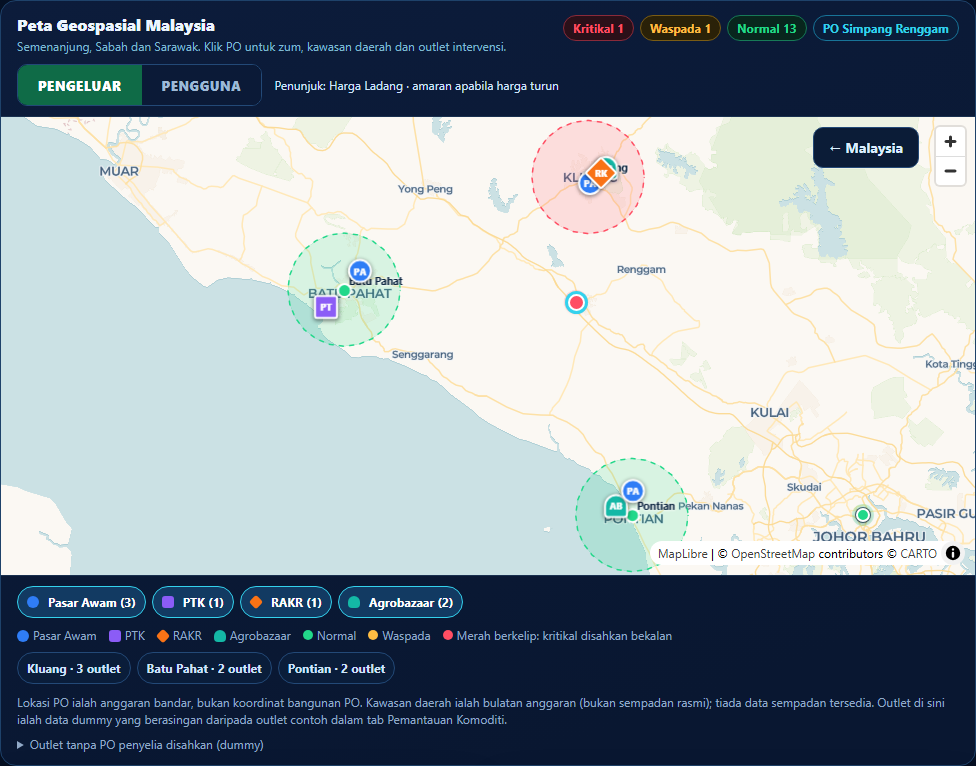 Peta Geospasial Malaysia
Semenanjung, Sabah dan Sarawak. Klik PO untuk zum, kawasan daerah dan outlet intervensi.
Kritikal 1
Waspada 1
Normal 13
PO Simpang Renggam
PENGELUAR
PENGGUNA
Penunjuk: Harga Ladang · amaran apabila harga turun
← Malaysia
+
−
MUAR
Yong Peng
RK
PA
Renggam
PA
Batu Pahat
BATU PAHAT
PT
Senggarang
KULAI
Skudai
PA
AB
Pontian
Pekan Nanas
JOHOR BAHRU
MapLibre | © OpenStreetMap contributors © CARTO
Pasar Awam (3)
PTK (1)
RAKR (1)
Agrobazaar (2)
Pasar Awam
PTK
RAKR
Agrobazaar
Normal
Waspada
Merah berkelip: kritikal disahkan bekalan
Kluang · 3 outlet
Batu Pahat · 2 outlet
Pontian · 2 outlet
Lokasi PO ialah anggaran bandar, bukan koordinat bangunan PO. Kawasan daerah ialah bulatan anggaran (bukan sempadan rasmi); tiada data sempadan tersedia. Outlet di sini
ialah data dummy yang berasingan daripada outlet contoh dalam tab Pemantauan Komoditi.
▶ Outlet tanpa PO penyelia disahkan (dummy)